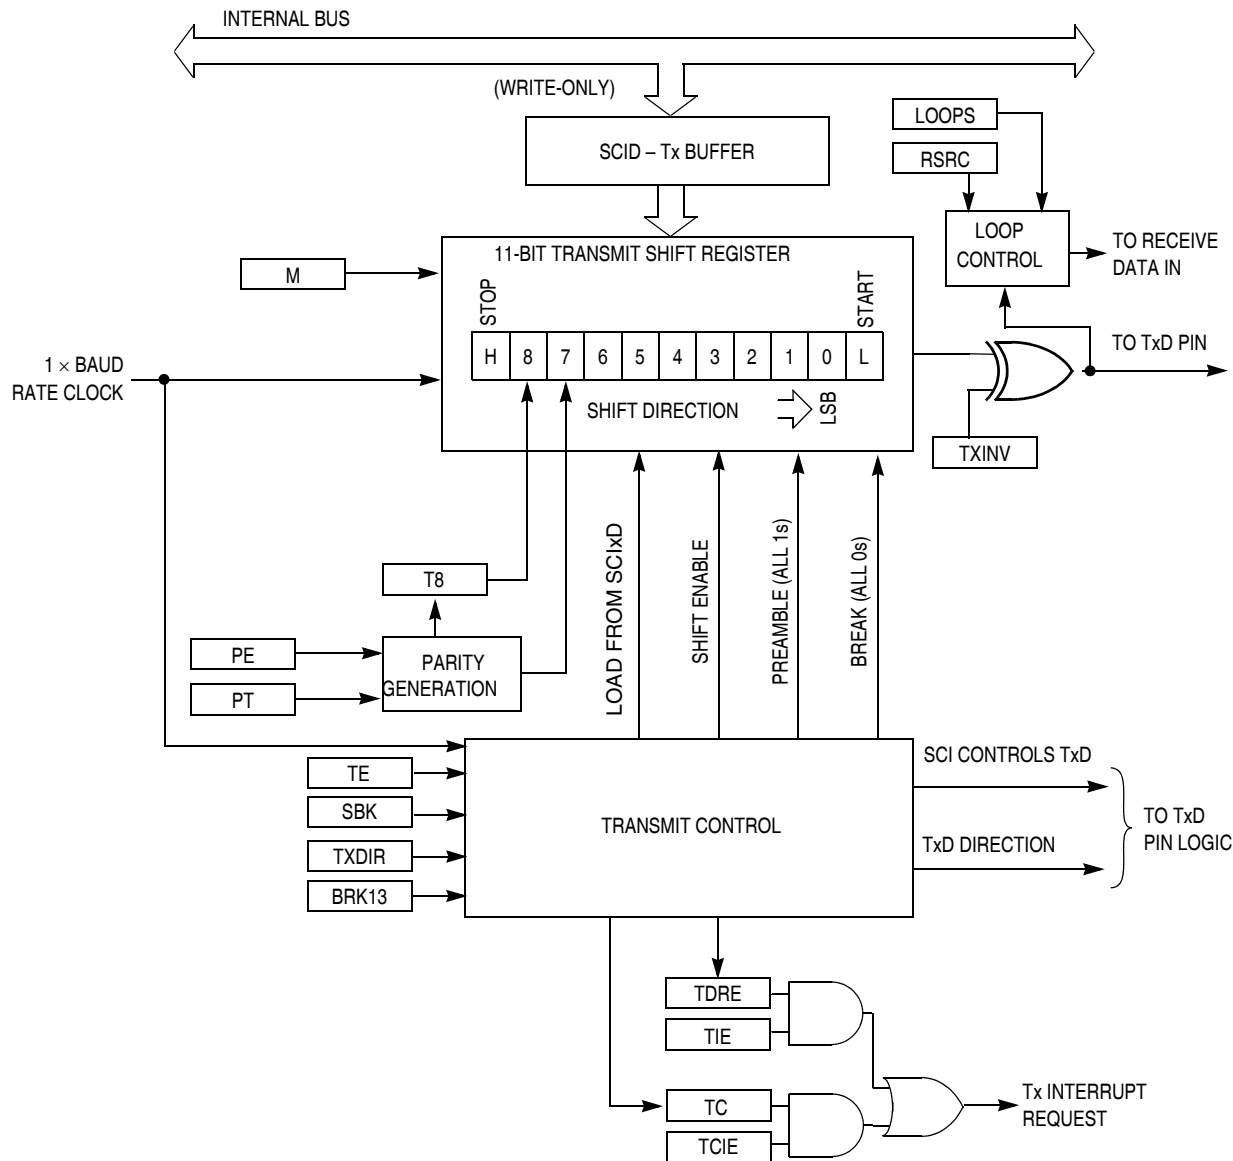 INTERNAL BUS
(WRITE-ONLY)
SCID – Tx BUFFER
LOOPS
RSRC
LOOP
CONTROL
TO RECEIVE
DATA IN
11-BIT TRANSMIT SHIFT REGISTER
M
STOP
START
H 8 7 6 5 4 3 2 1 0 L
1 × BAUD
RATE CLOCK
TO TxD PIN
SHIFT DIRECTION
LSB
TXINV
LOAD FROM SCIxD
SHIFT ENABLE
PREAMBLE (ALL 1s)
BREAK (ALL 0s)
T8
PE
PT
PARITY
GENERATION
TE
SBK
TXDIR
BRK13
TRANSMIT CONTROL
SCI CONTROLS TxD
TxD DIRECTION
TO TxD
PIN LOGIC
TDRE
TIE
TC
TCIE
Tx INTERRUPT
REQUEST